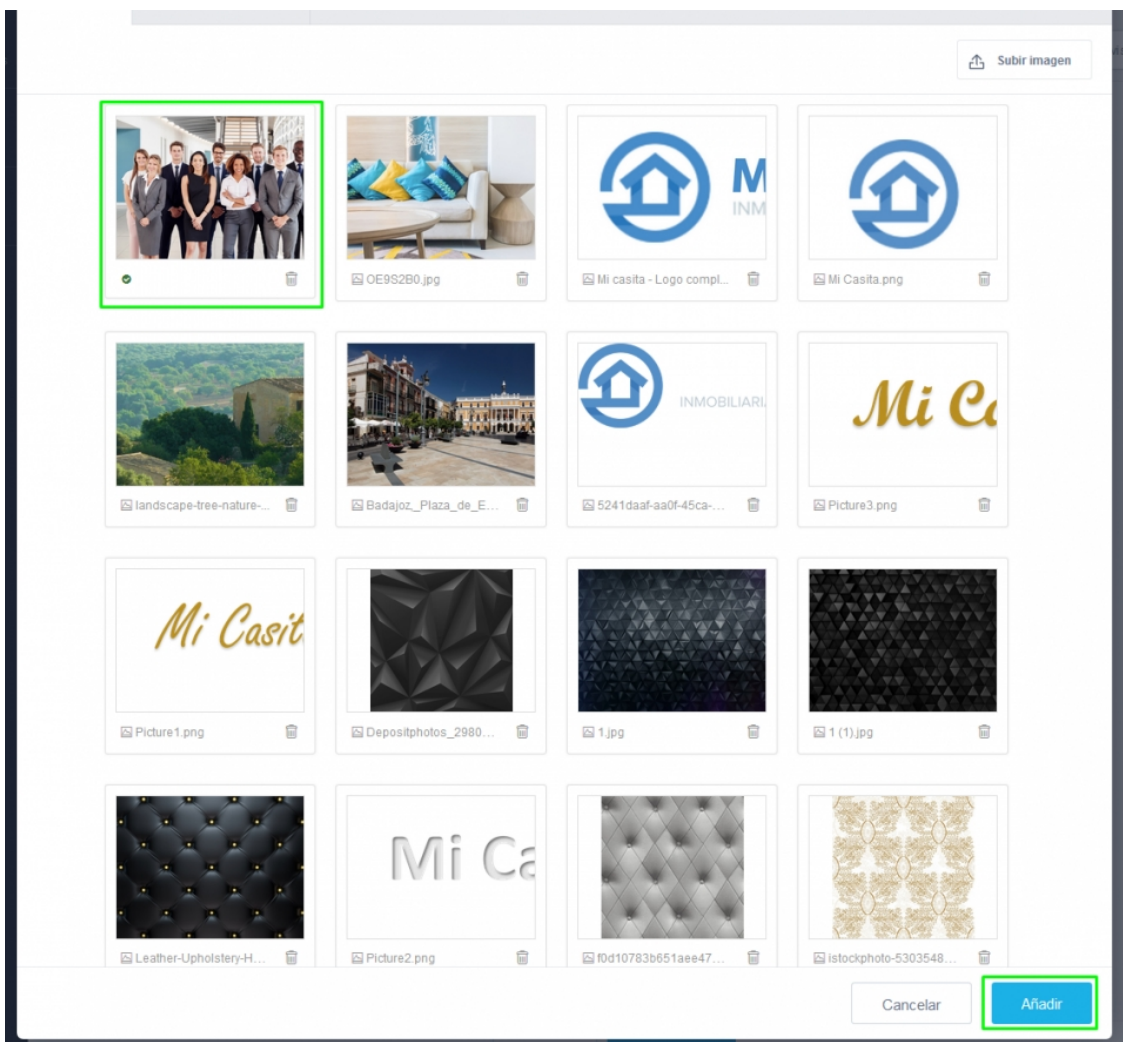 Subir imagen
M
INM
OE9S2B0.jpg
Mi casita - Logo compl...
Mi Casita.png
INMOBILIARI
Mi Ca
landscape-tree-nature-...
Badajoz,_Plaza_de_E...
5241daaf-aa0f-45ca-...
Picture3.png
Mi Casit
Picture1.png
Depositphotos_2980...
1.jpg
1 (1).jpg
Mi Ca
Leather-Upholstery-H...
Picture2.png
f0d10783b651aee47...
istockphoto-5303548...
Cancelar
Añadir